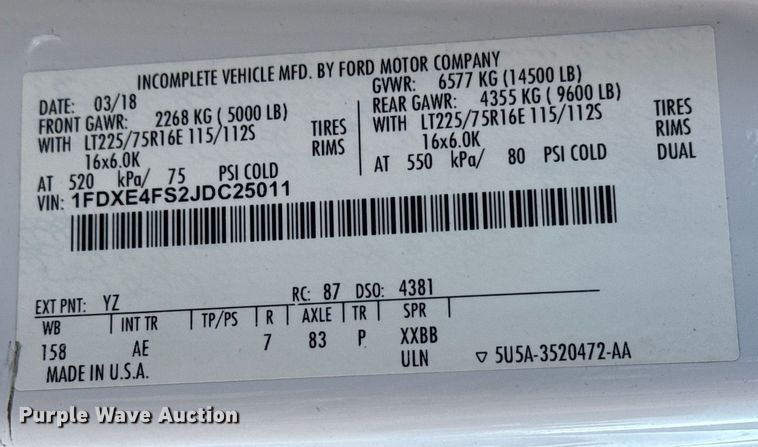 INCOMPLETE VEHICLE MFD. BY FORD MOTOR COMPANY
DATE: 03/18 GVWR: 6577 KG (14500 LB)
FRONT GAWR: 2268 KG ( 5000 LB) REAR GAWR: 4355 KG ( 9600 LB)
WITH LT225/75R16E 115/112S TIRES WITH LT225/75R16E 115/112S TIRES
16x6.0K RIMS 16x6.0K RIMS
AT 520 kPa/ 75 PSI COLD AT 550 kPa/ 80 PSI COLD DUAL
VIN: 1FDXE4FS2JDC25011
EXT PNT: YZ RC: 87 DSO: 4381
WB INT TR TP/PS R AXLE TR SPR
158 AE 7 83 P XXBB
MADE IN U.S.A. ULN ▽ 5U5A-3520472-AA
Purple Wave Auction